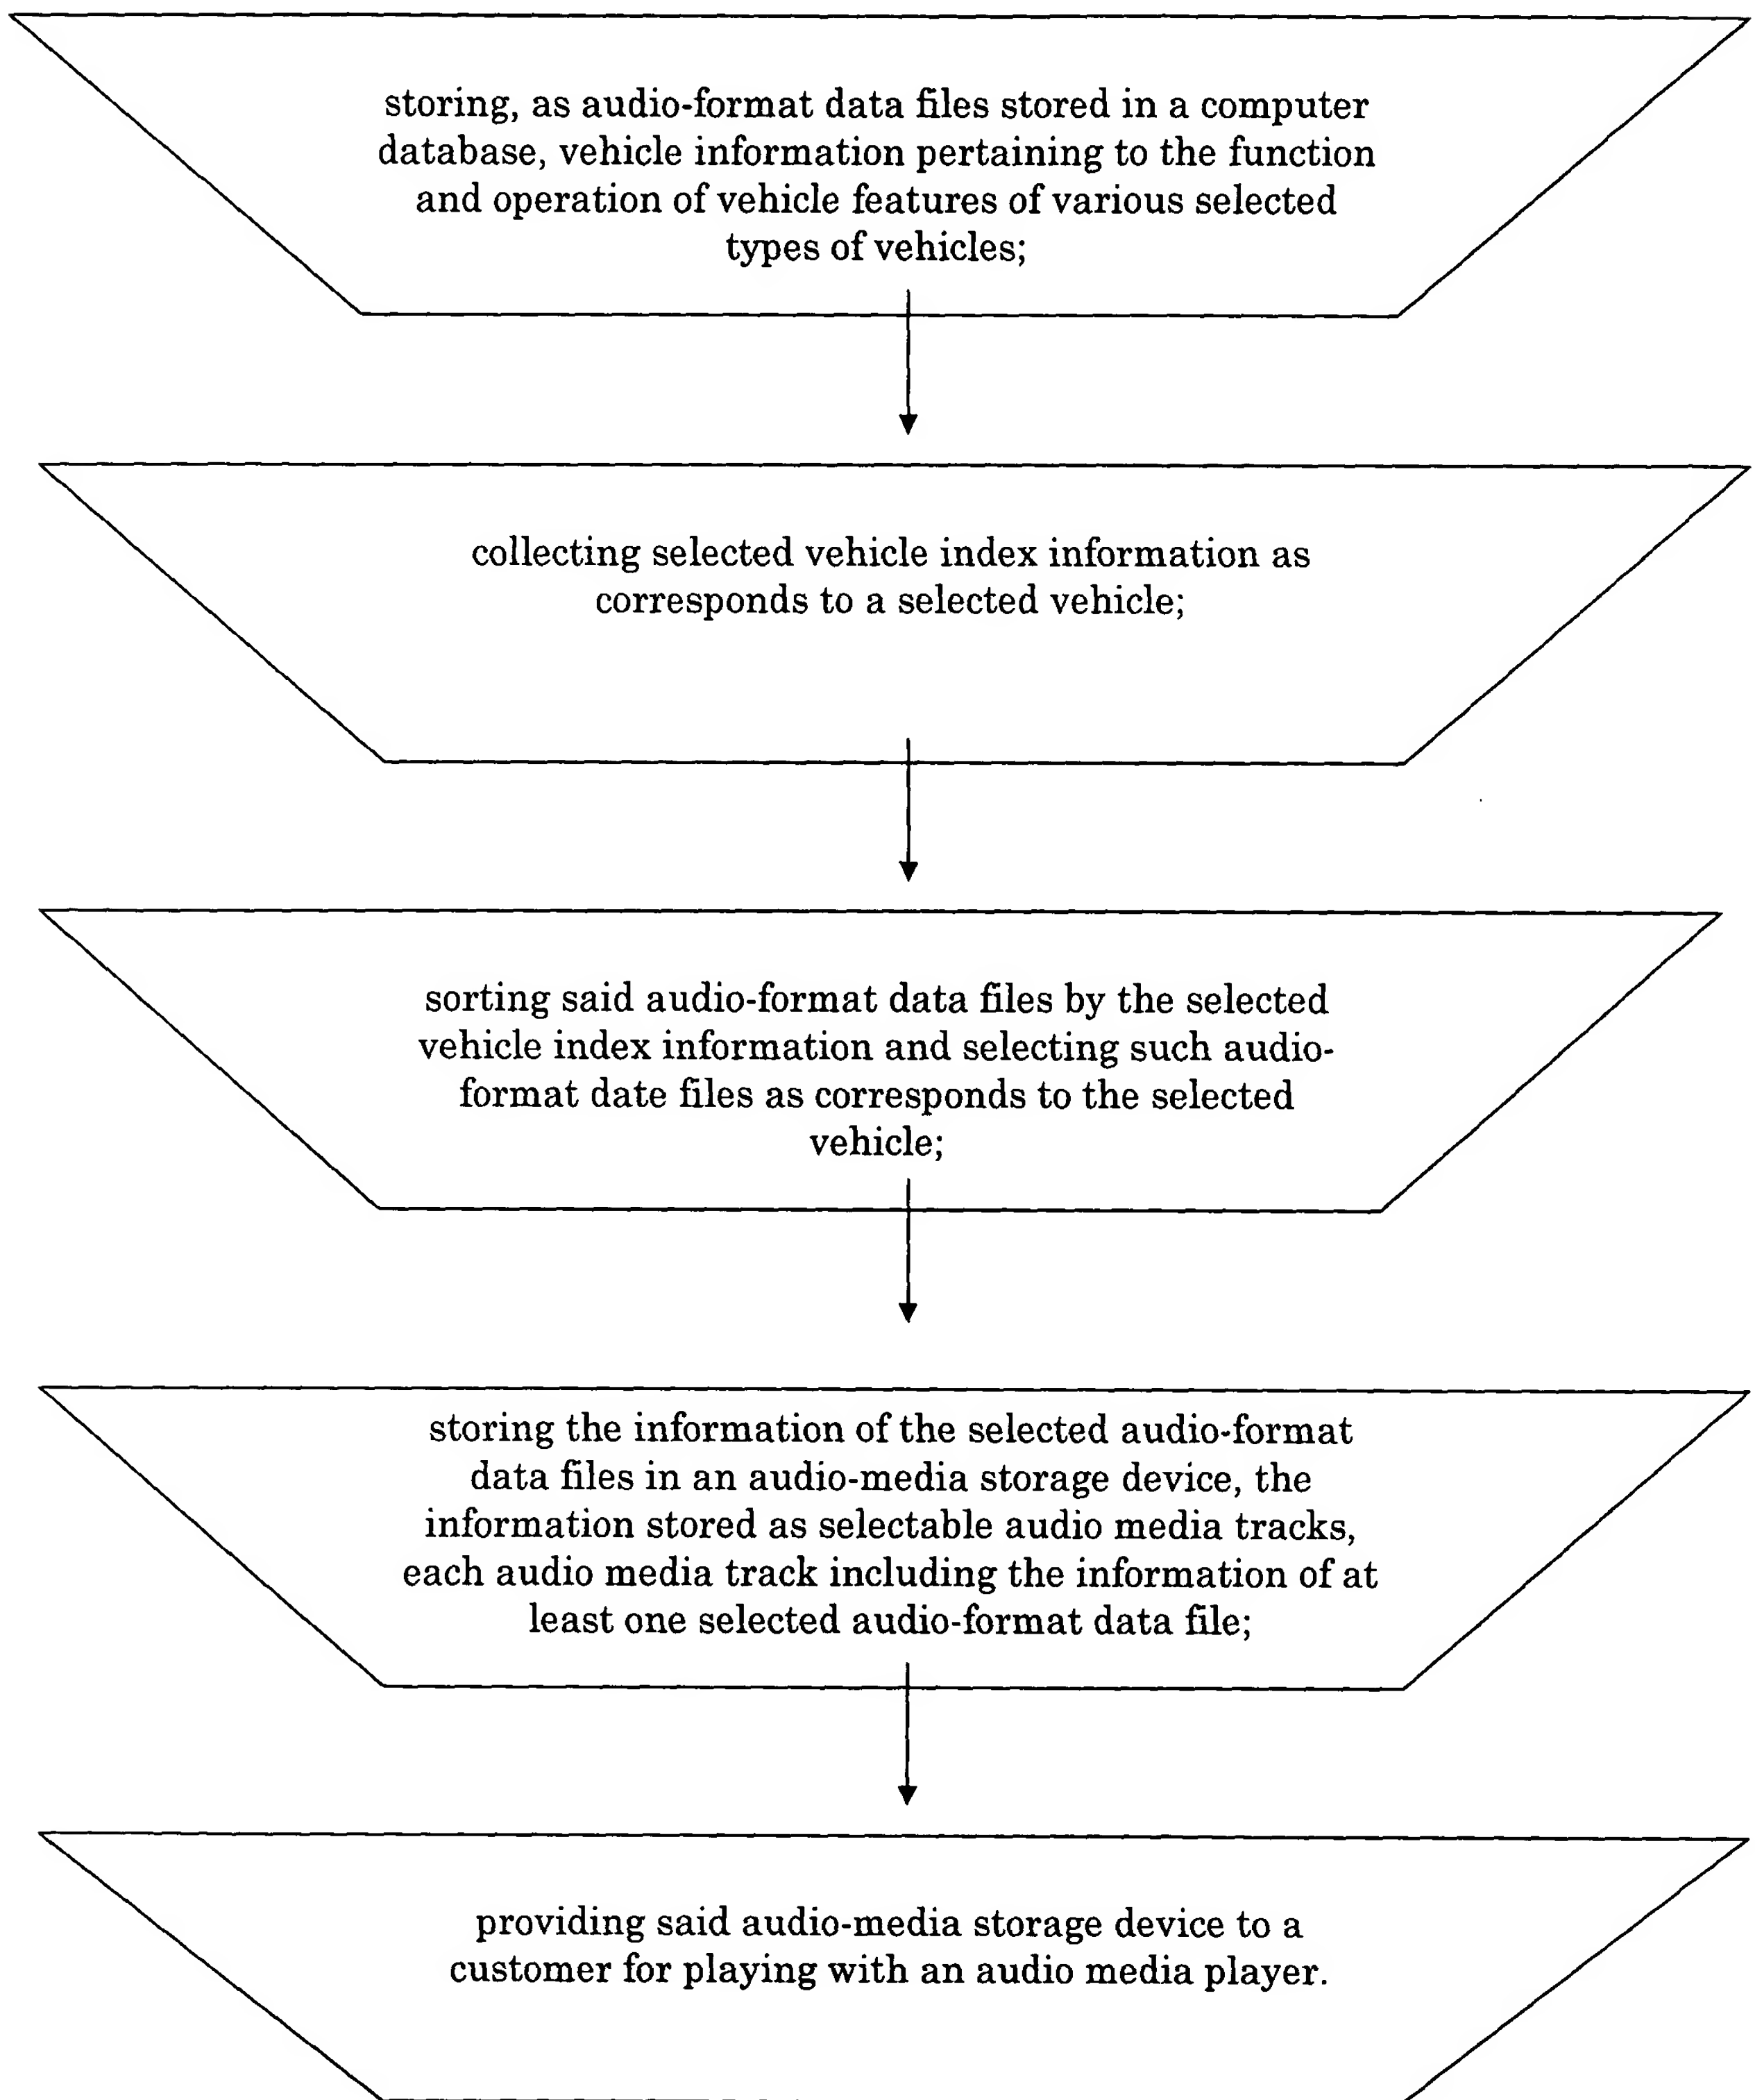 storing, as audio-format data files stored in a computer
database, vehicle information pertaining to the function
and operation of vehicle features of various selected
types of vehicles;
collecting selected vehicle index information as
corresponds to a selected vehicle;
sorting said audio-format data files by the selected
vehicle index information and selecting such audio-
format date files as corresponds to the selected
vehicle;
storing the information of the selected audio-format
data files in an audio-media storage device, the
information stored as selectable audio media tracks,
each audio media track including the information of at
least one selected audio-format data file;
providing said audio-media storage device to a
customer for playing with an audio media player.